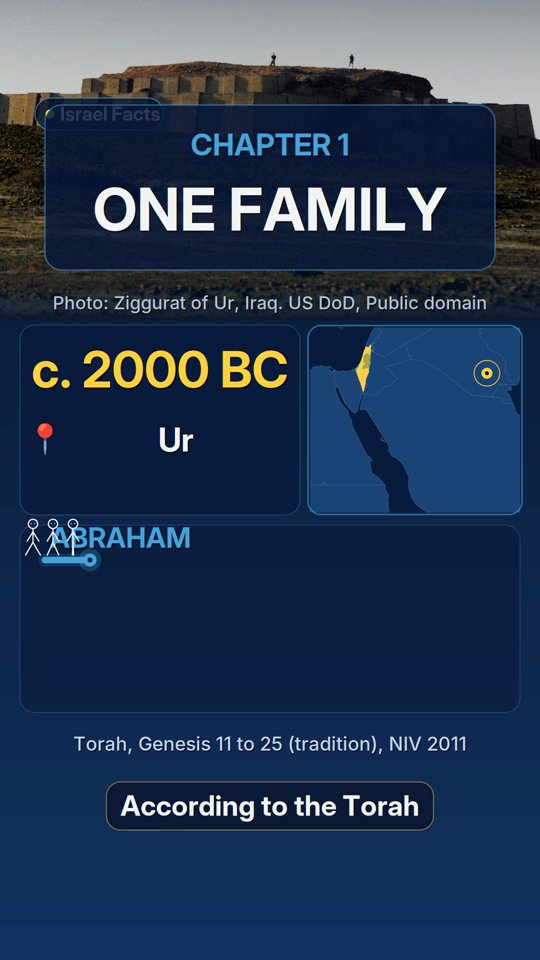 Israel Facts
CHAPTER 1
ONE FAMILY
Photo: Ziggurat of Ur, Iraq. US DoD, Public domain
c. 2000 BC
Ur
ABRAHAM
Torah, Genesis 11 to 25 (tradition), NIV 2011
According to the Torah